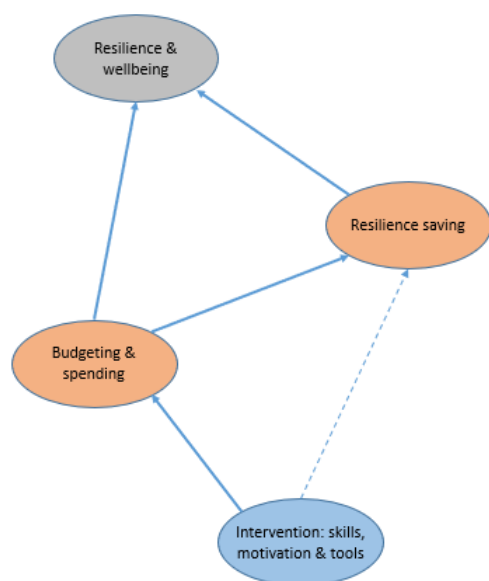 Resilience &
wellbeing
Resilience saving
Budgeting &
spending
Intervention: skills,
motivation & tools